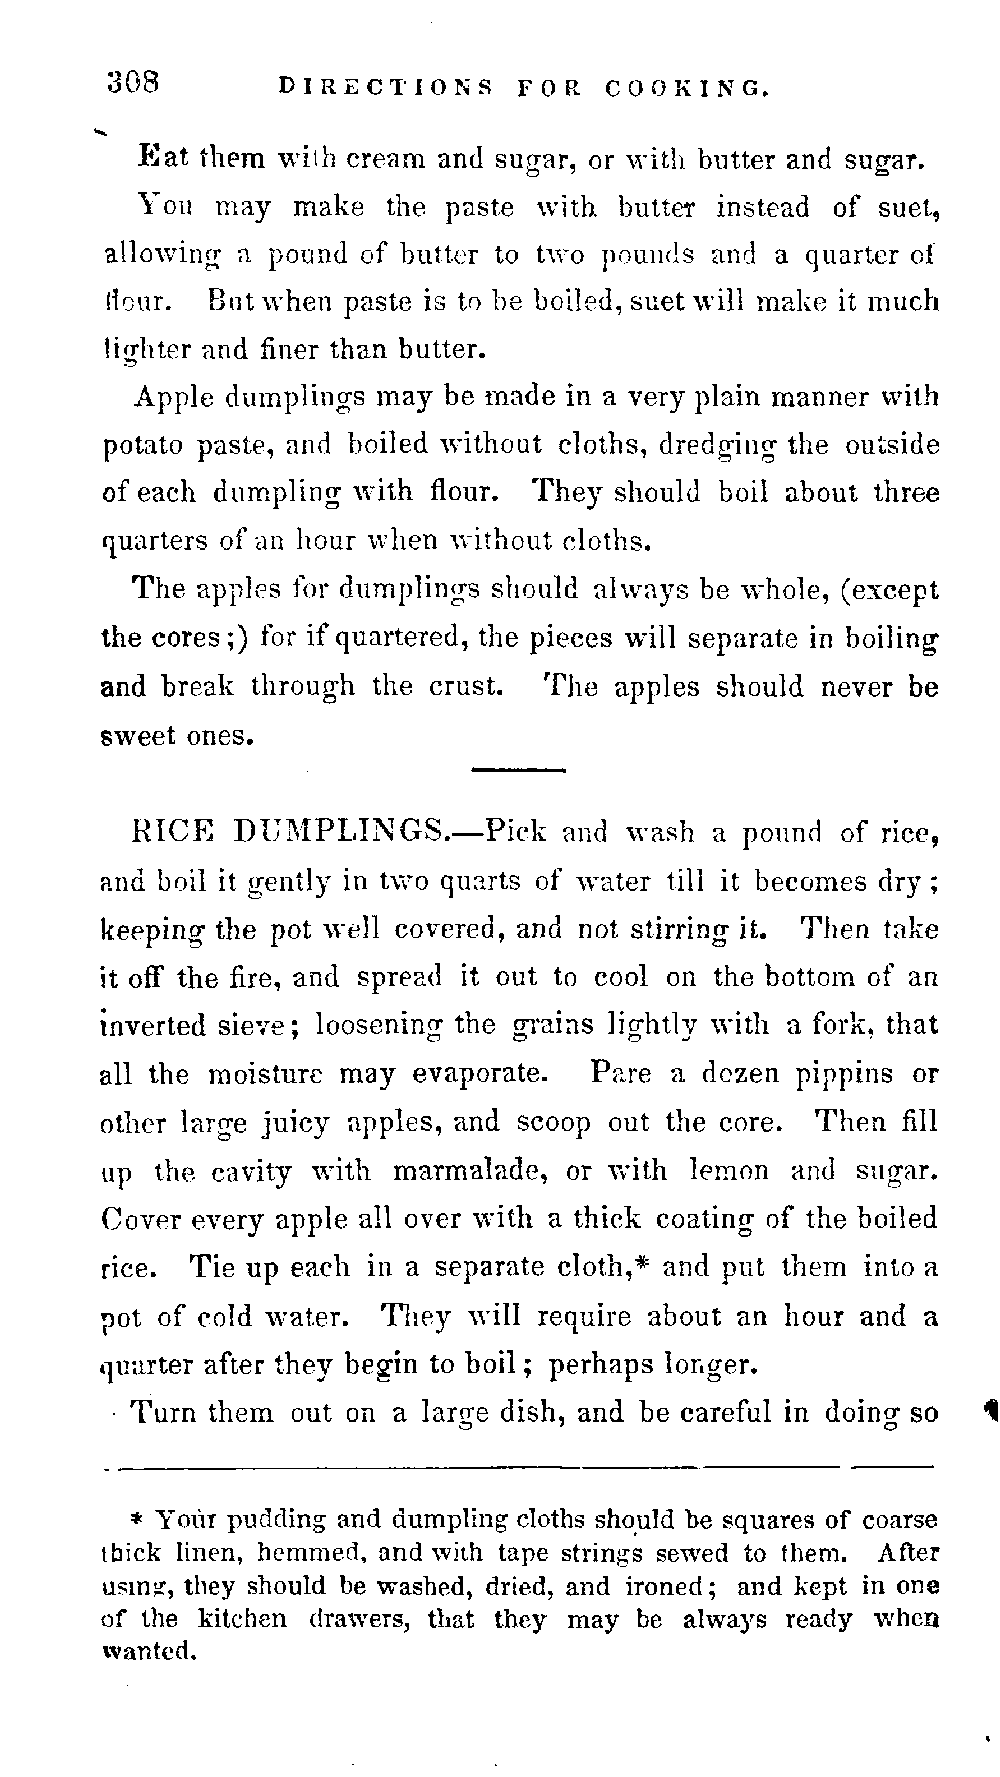 308 DIRECTIONS FOR COOKING.
Eat them with cream and sugar, or with butter and sugar.
You may make the paste with butter instead of suet,
allowing a pound of butter to two pounds and a quarter of
flour. But when paste is to be boiled, suet will make it much
lighter and finer than butter.
Apple dumplings may be made in a very plain manner with
potato paste, and boiled without cloths, dredging the outside
of each dumpling with flour. They should boil about three
quarters of an hour when without cloths.
The apples for dumplings should always be whole, (except
the cores;) for if quartered, the pieces will separate in boiling
and break through the crust. The apples should never be
sweet ones.
RICE DUMPLINGS.—Pick and wash a pound of rice,
and boil it gently in two quarts of water till it becomes dry;
keeping the pot well covered, and not stirring it. Then take
it off the fire, and spread it out to cool on the bottom of an
inverted sieve; loosening the grains lightly with a fork, that
all the moisture may evaporate. Pare a dozen pippins or
other large juicy apples, and scoop out the core. Then fill
up the cavity with marmalade, or with lemon and sugar.
Cover every apple all over with a thick coating of the boiled
rice. Tie up each in a separate cloth,* and put them into a
pot of cold water. They will require about an hour and a
quarter after they begin to boil; perhaps longer.
Turn them out on a large dish, and be careful in doing so
* Your pudding and dumpling cloths should be squares of coarse
thick linen, hemmed, and with tape strings sewed to them. After
using, they should be washed, dried, and ironed; and kept in one
of the kitchen drawers, that they may be always ready when
wanted.